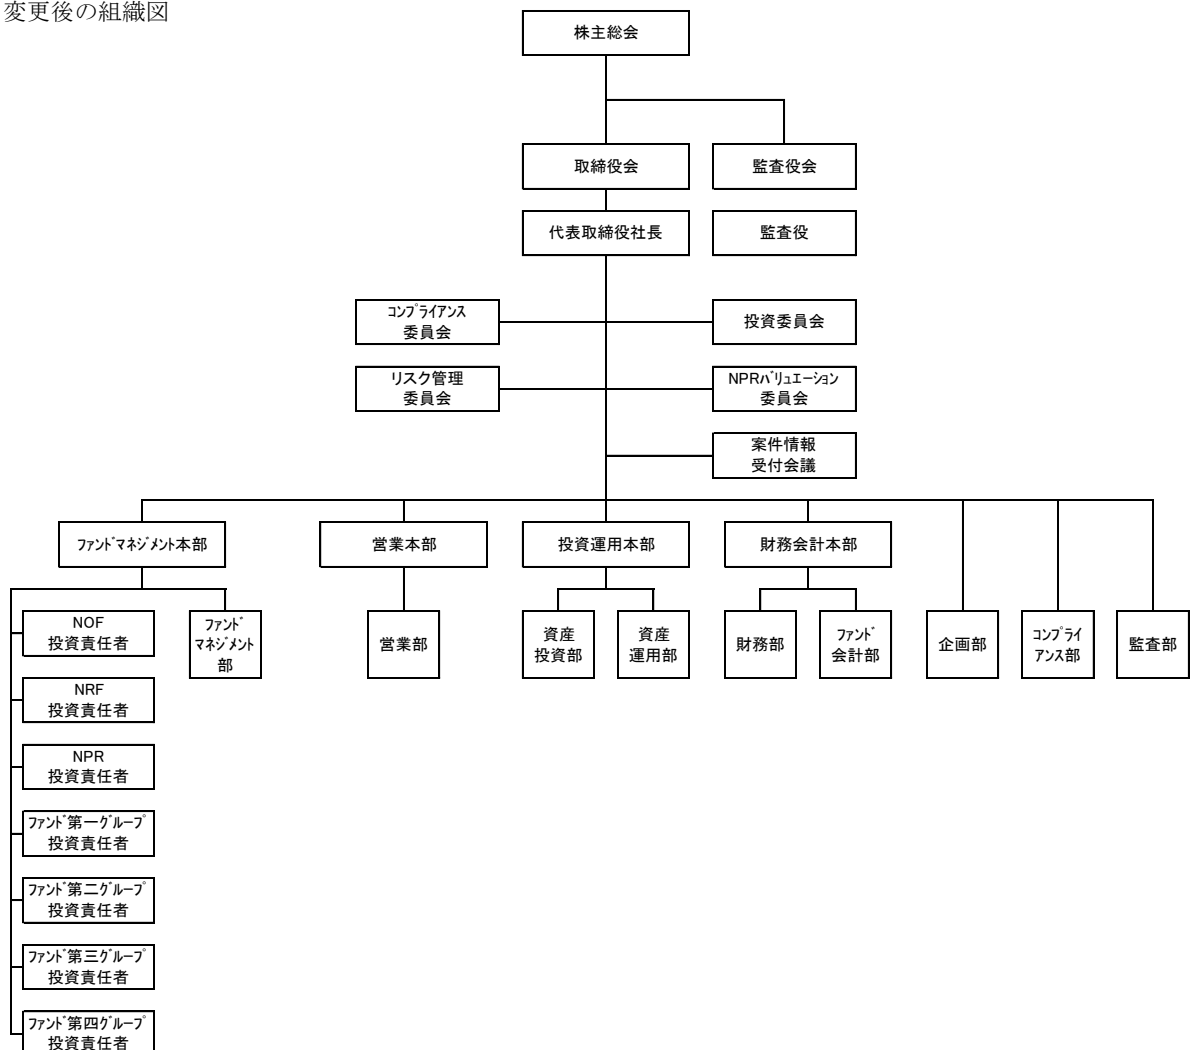 変更後の組織図
株主総会
取締役会
監査役会
代表取締役社長
監査役
ｺﾝﾌﾟﾗｲｱﾝｽ
委員会
投資委員会
リスク管理
委員会
NPRﾊﾞﾘｭｴｰｼｮﾝ
委員会
案件情報
受付会議
ﾌｧﾝﾄﾞﾏﾈｼﾞﾒﾝﾄ本部
営業本部
投資運用本部
財務会計本部
NOF
投資責任者
ﾌｧﾝﾄﾞ
ﾏﾈｼﾞﾒﾝﾄ
部
営業部
資産
投資部
資産
運用部
財務部
ﾌｧﾝﾄﾞ
会計部
企画部
ｺﾝﾌﾟﾗｲ
ｱﾝｽ部
監査部
NRF
投資責任者
NPR
投資責任者
ﾌｧﾝﾄﾞ第一ｸﾞﾙｰﾌﾟ
投資責任者
ﾌｧﾝﾄﾞ第二ｸﾞﾙｰﾌﾟ
投資責任者
ﾌｧﾝﾄﾞ第三ｸﾞﾙｰﾌﾟ
投資責任者
ﾌｧﾝﾄﾞ第四ｸﾞﾙｰﾌﾟ
投資責任者